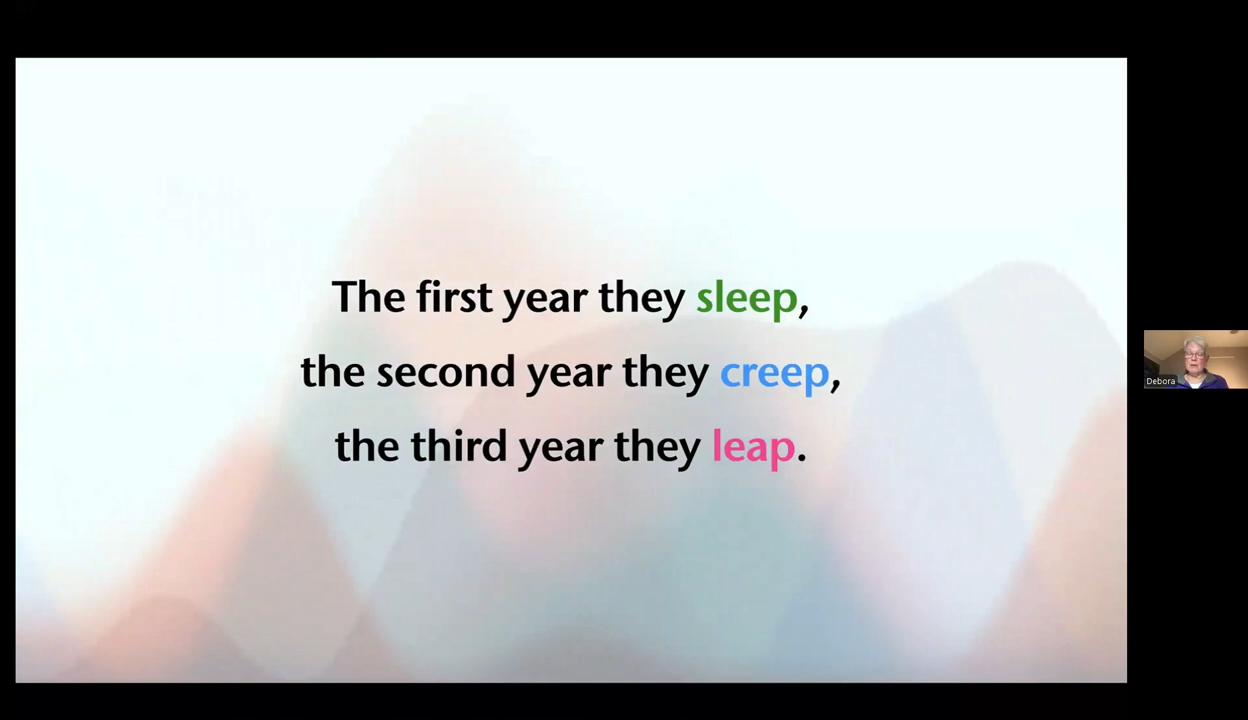 The first year they sleep,
the second year they creep,
the third year they leap.
Debora